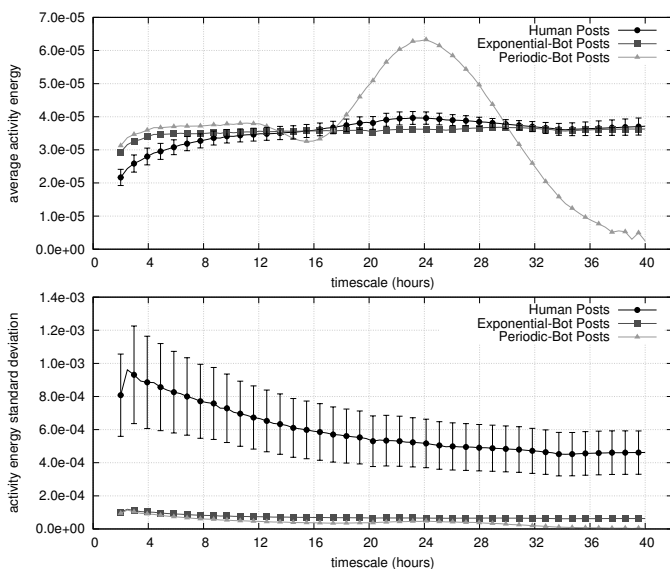 7.0e-05
6.0e-05
5.0e-05
4.0e-05
3.0e-05
2.0e-05
1.0e-05
0.0e+00
average activity energy
Human Posts
Exponential-Bot Posts
Periodic-Bot Posts
0 4 8 12 16 20 24 28 32 36 40
timescale (hours)
1.4e-03
1.2e-03
1.0e-03
8.0e-04
6.0e-04
4.0e-04
2.0e-04
0.0e+00
activity energy standard deviation
Human Posts
Exponential-Bot Posts
Periodic-Bot Posts
0 4 8 12 16 20 24 28 32 36 40
timescale (hours)